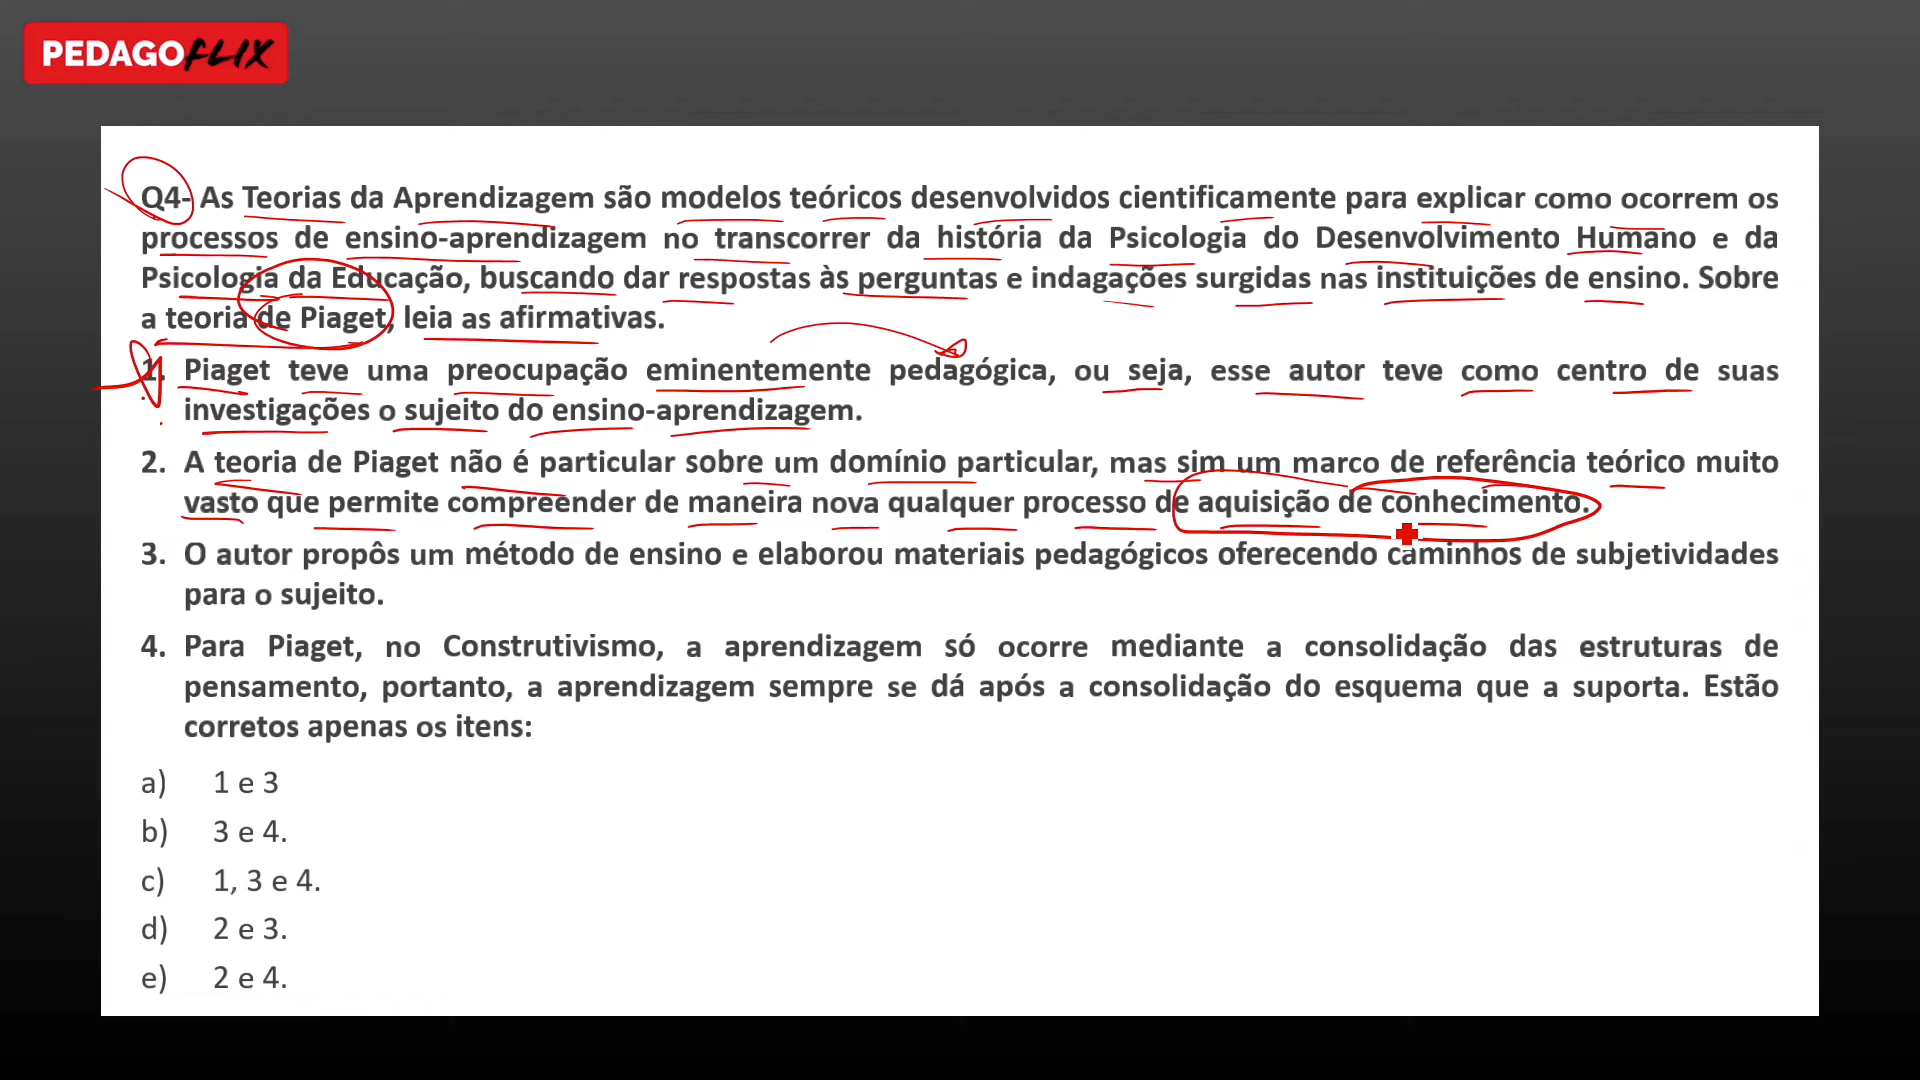 PEDAGOFLIX
Q4- As Teorias da Aprendizagem são modelos teóricos desenvolvidos cientificamente para explicar como ocorrem os
processos de ensino-aprendizagem no transcorrer da história da Psicologia do Desenvolvimento Humano e da
Psicologia da Educação, buscando dar respostas às perguntas e indagações surgidas nas instituições de ensino. Sobre
a teoria de Piaget, leia as afirmativas.
1. Piaget teve uma preocupação eminentemente pedagógica, ou seja, esse autor teve como centro de suas
investigações o sujeito do ensino-aprendizagem.
2. A teoria de Piaget não é particular sobre um domínio particular, mas sim um marco de referência teórico muito
vasto que permite compreender de maneira nova qualquer processo de aquisição de conhecimento.
3. O autor propôs um método de ensino e elaborou materiais pedagógicos oferecendo caminhos de subjetividades
para o sujeito.
4. Para Piaget, no Construtivismo, a aprendizagem só ocorre mediante a consolidação das estruturas de
pensamento, portanto, a aprendizagem sempre se dá após a consolidação do esquema que a suporta. Estão
corretos apenas os itens:
a) 1 e 3
b) 3 e 4.
c) 1, 3 e 4.
d) 2 e 3.
e) 2 e 4.